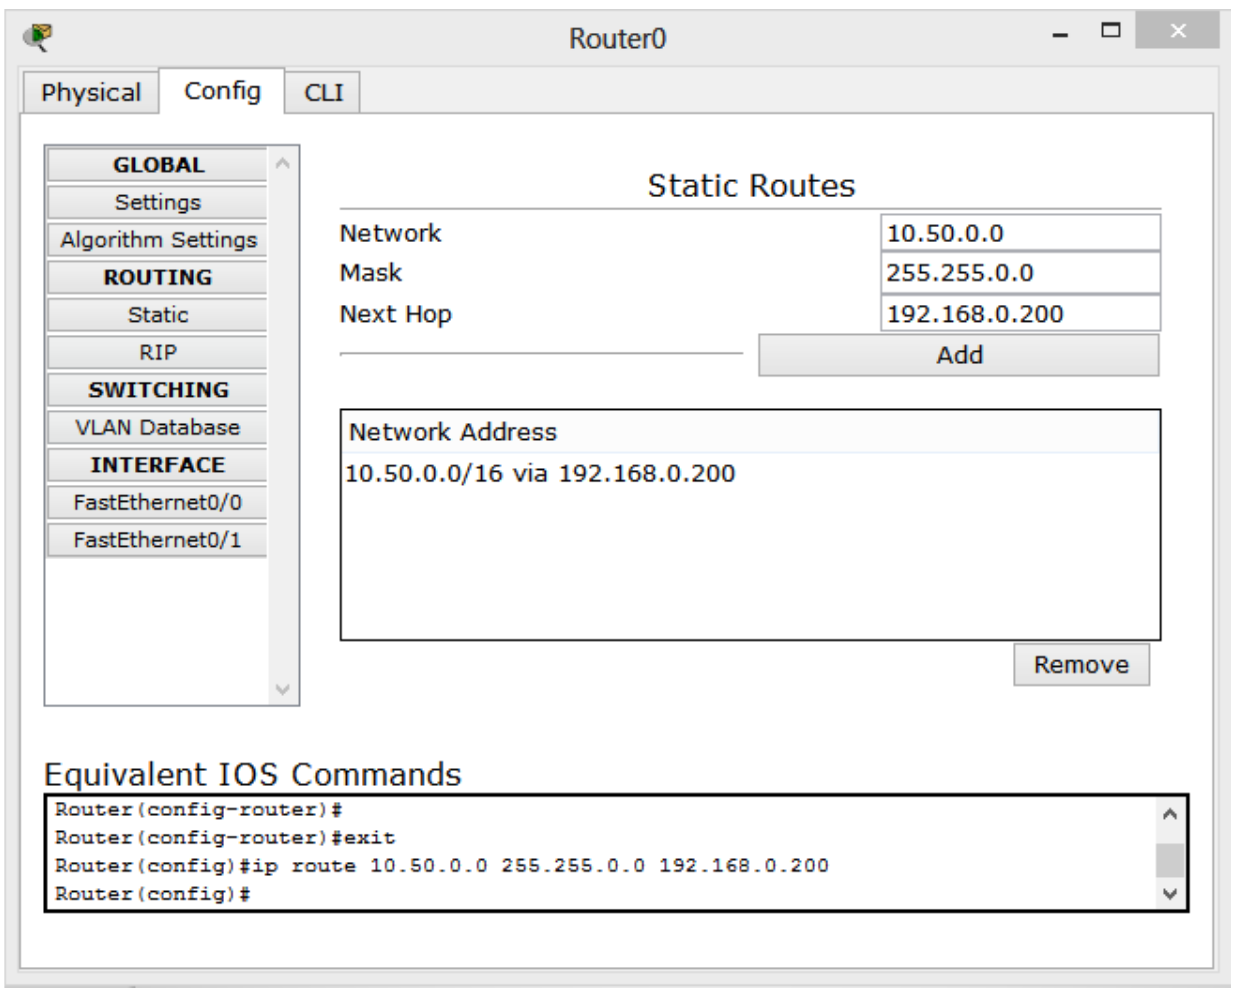 Router0
Physical
Config
CLI
GLOBAL
Settings
Algorithm Settings
ROUTING
Static
RIP
SWITCHING
VLAN Database
INTERFACE
FastEthernet0/0
FastEthernet0/1
Static Routes
Network 10.50.0.0
Mask 255.255.0.0
Next Hop 192.168.0.200
Add
Network Address
10.50.0.0/16 via 192.168.0.200
Remove
Equivalent IOS Commands
Router(config-router)#
Router(config-router)#exit
Router(config)#ip route 10.50.0.0 255.255.0.0 192.168.0.200
Router(config)#